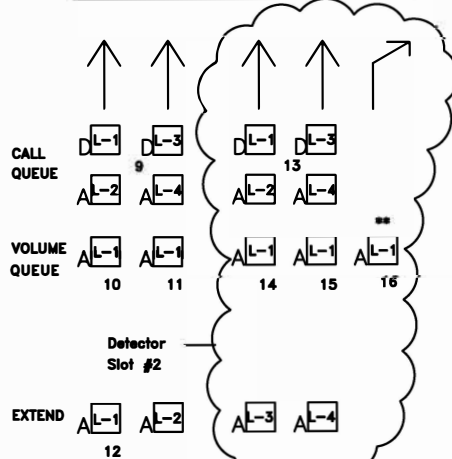 D L-1 D L-3 D L-1 D L-3
CALL QUEUE 9 13
A L-2 A L-4 A L-2 A L-4
**
VOLUME QUEUE A L-1 A L-1 A L-1 A L-1 A L-1
10 11 14 15 16
Detector
Slot #2
EXTEND A L-1 A L-2 A L-3 A L-4
12